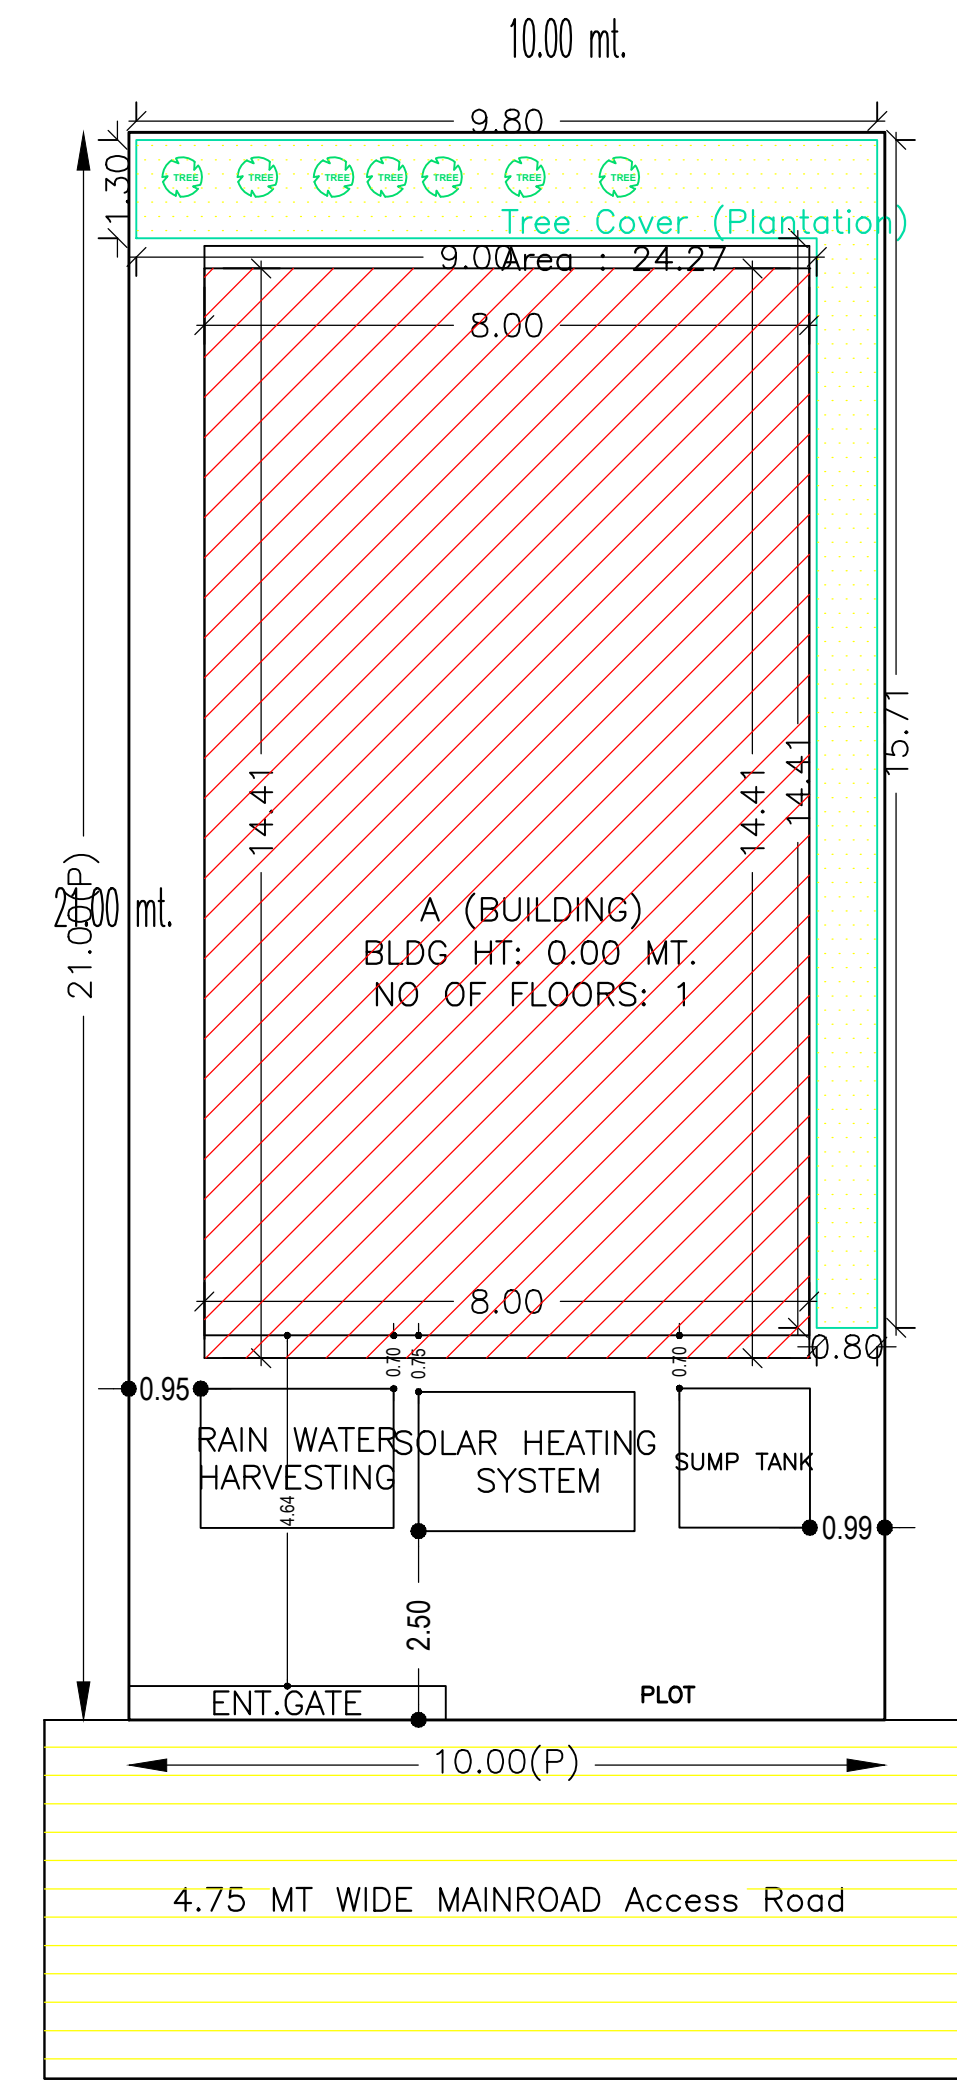 10.00 mt.
9.80
1.30
TREE TREE TREE TREE TREE TREE TREE
Tree Cover (Plantation)
9.00
Area : 24.27
8.00
15.71
14.41
14.41
14.41
21.00(P)
21.00 mt.
A (BUILDING)
BLDG HT: 0.00 MT.
NO OF FLOORS: 1
8.00
0.80
0.70
0.75
0.70
0.95
RAIN WATER
HARVESTING
SOLAR HEATING
SYSTEM
SUMP TANK
4.64
0.99
2.50
ENT.GATE
PLOT
10.00(P)
4.75 MT WIDE MAINROAD Access Road